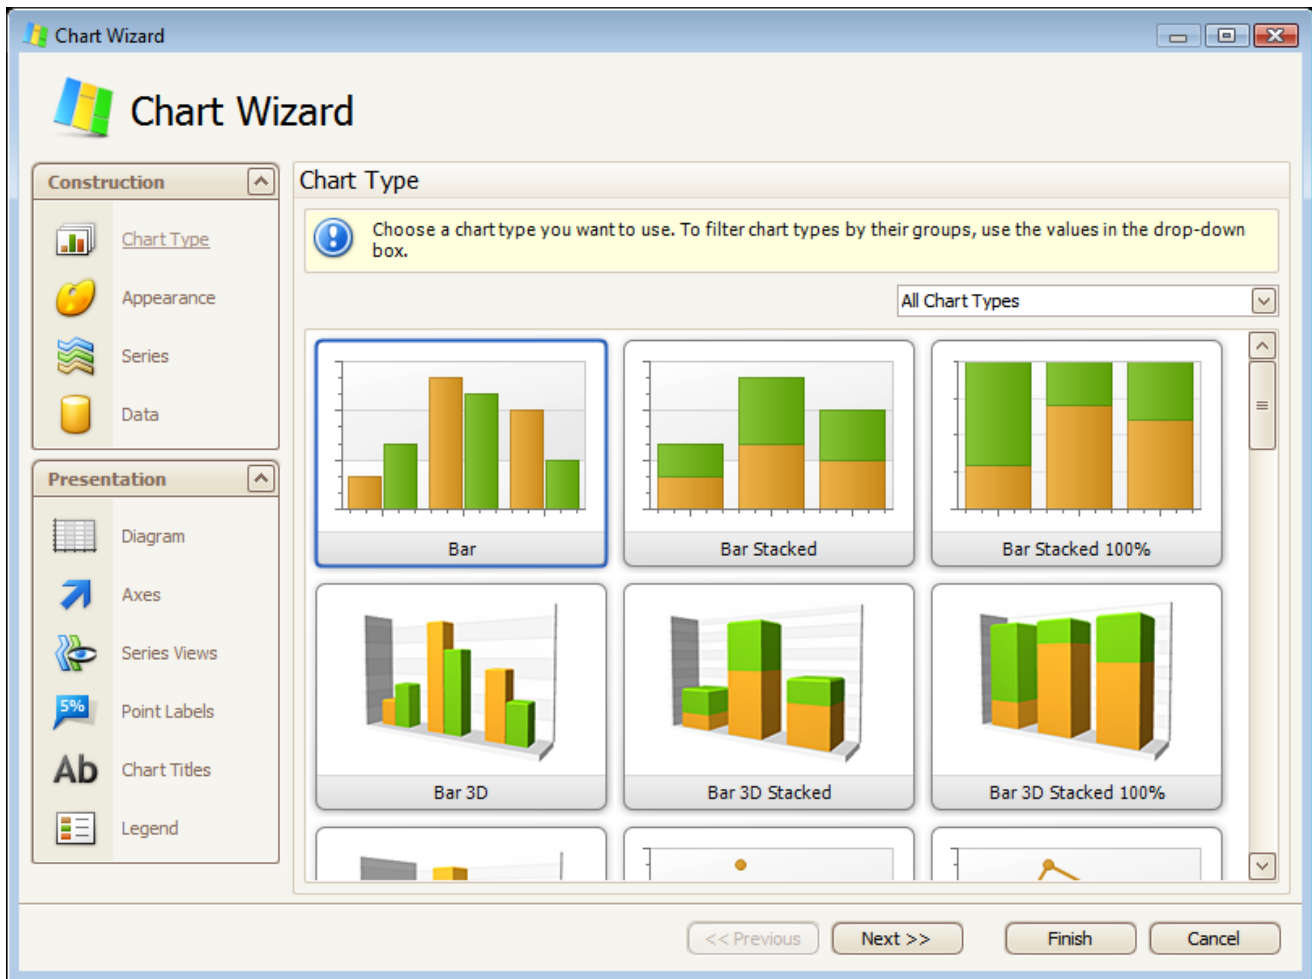 Chart Wizard
Chart Wizard
Construction
Chart Type
Appearance
Series
Data
Presentation
Diagram
Axes
Series Views
5%
Point Labels
Ab
Chart Titles
Legend
Chart Type
Choose a chart type you want to use. To filter chart types by their groups, use the values in the drop-down
box.
All Chart Types
Bar
Bar Stacked
Bar Stacked 100%
Bar 3D
Bar 3D Stacked
Bar 3D Stacked 100%
<< Previous
Next >>
Finish
Cancel